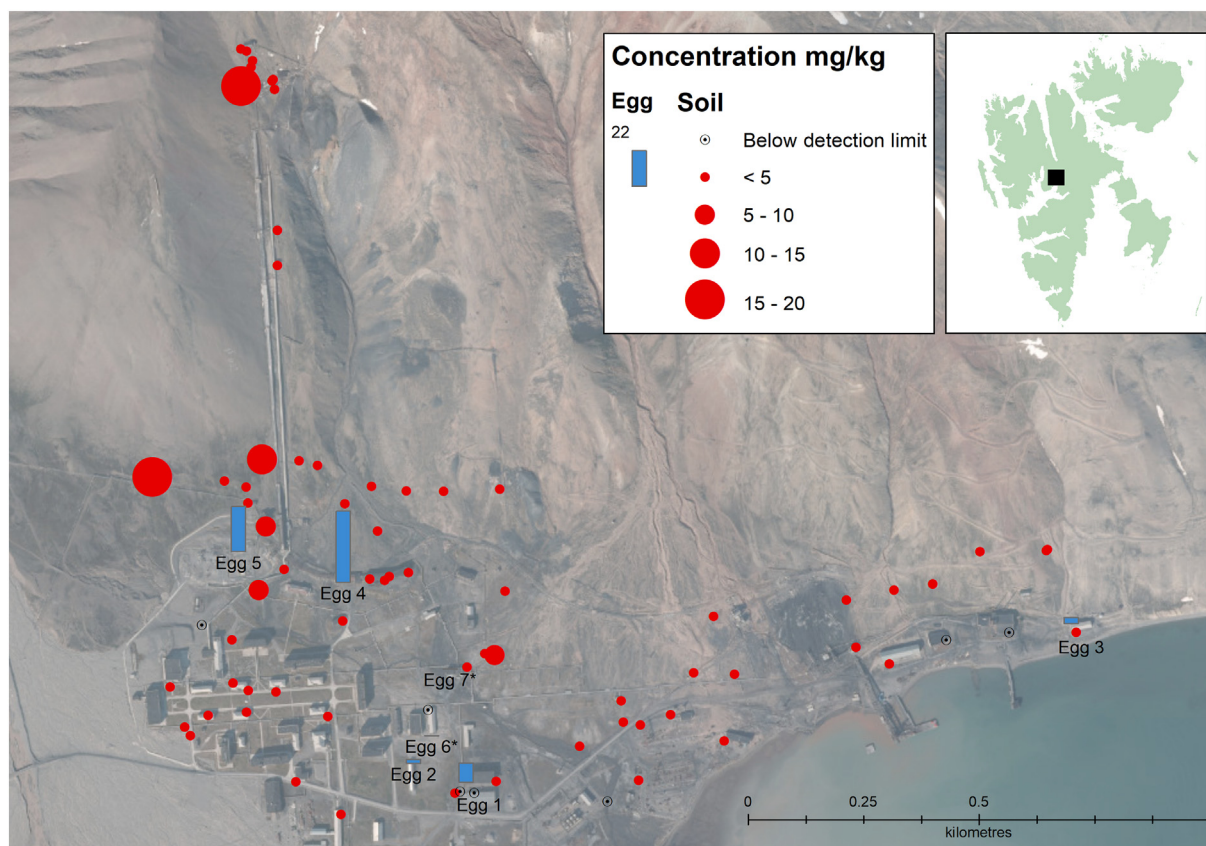 Concentration mg/kg
Egg Soil
22
Below detection limit
< 5
5 - 10
10 - 15
15 - 20
Egg 5
Egg 4
Egg 3
Egg 7*
Egg 6*
Egg 2
Egg 1
0 0.25 0.5
kilometres